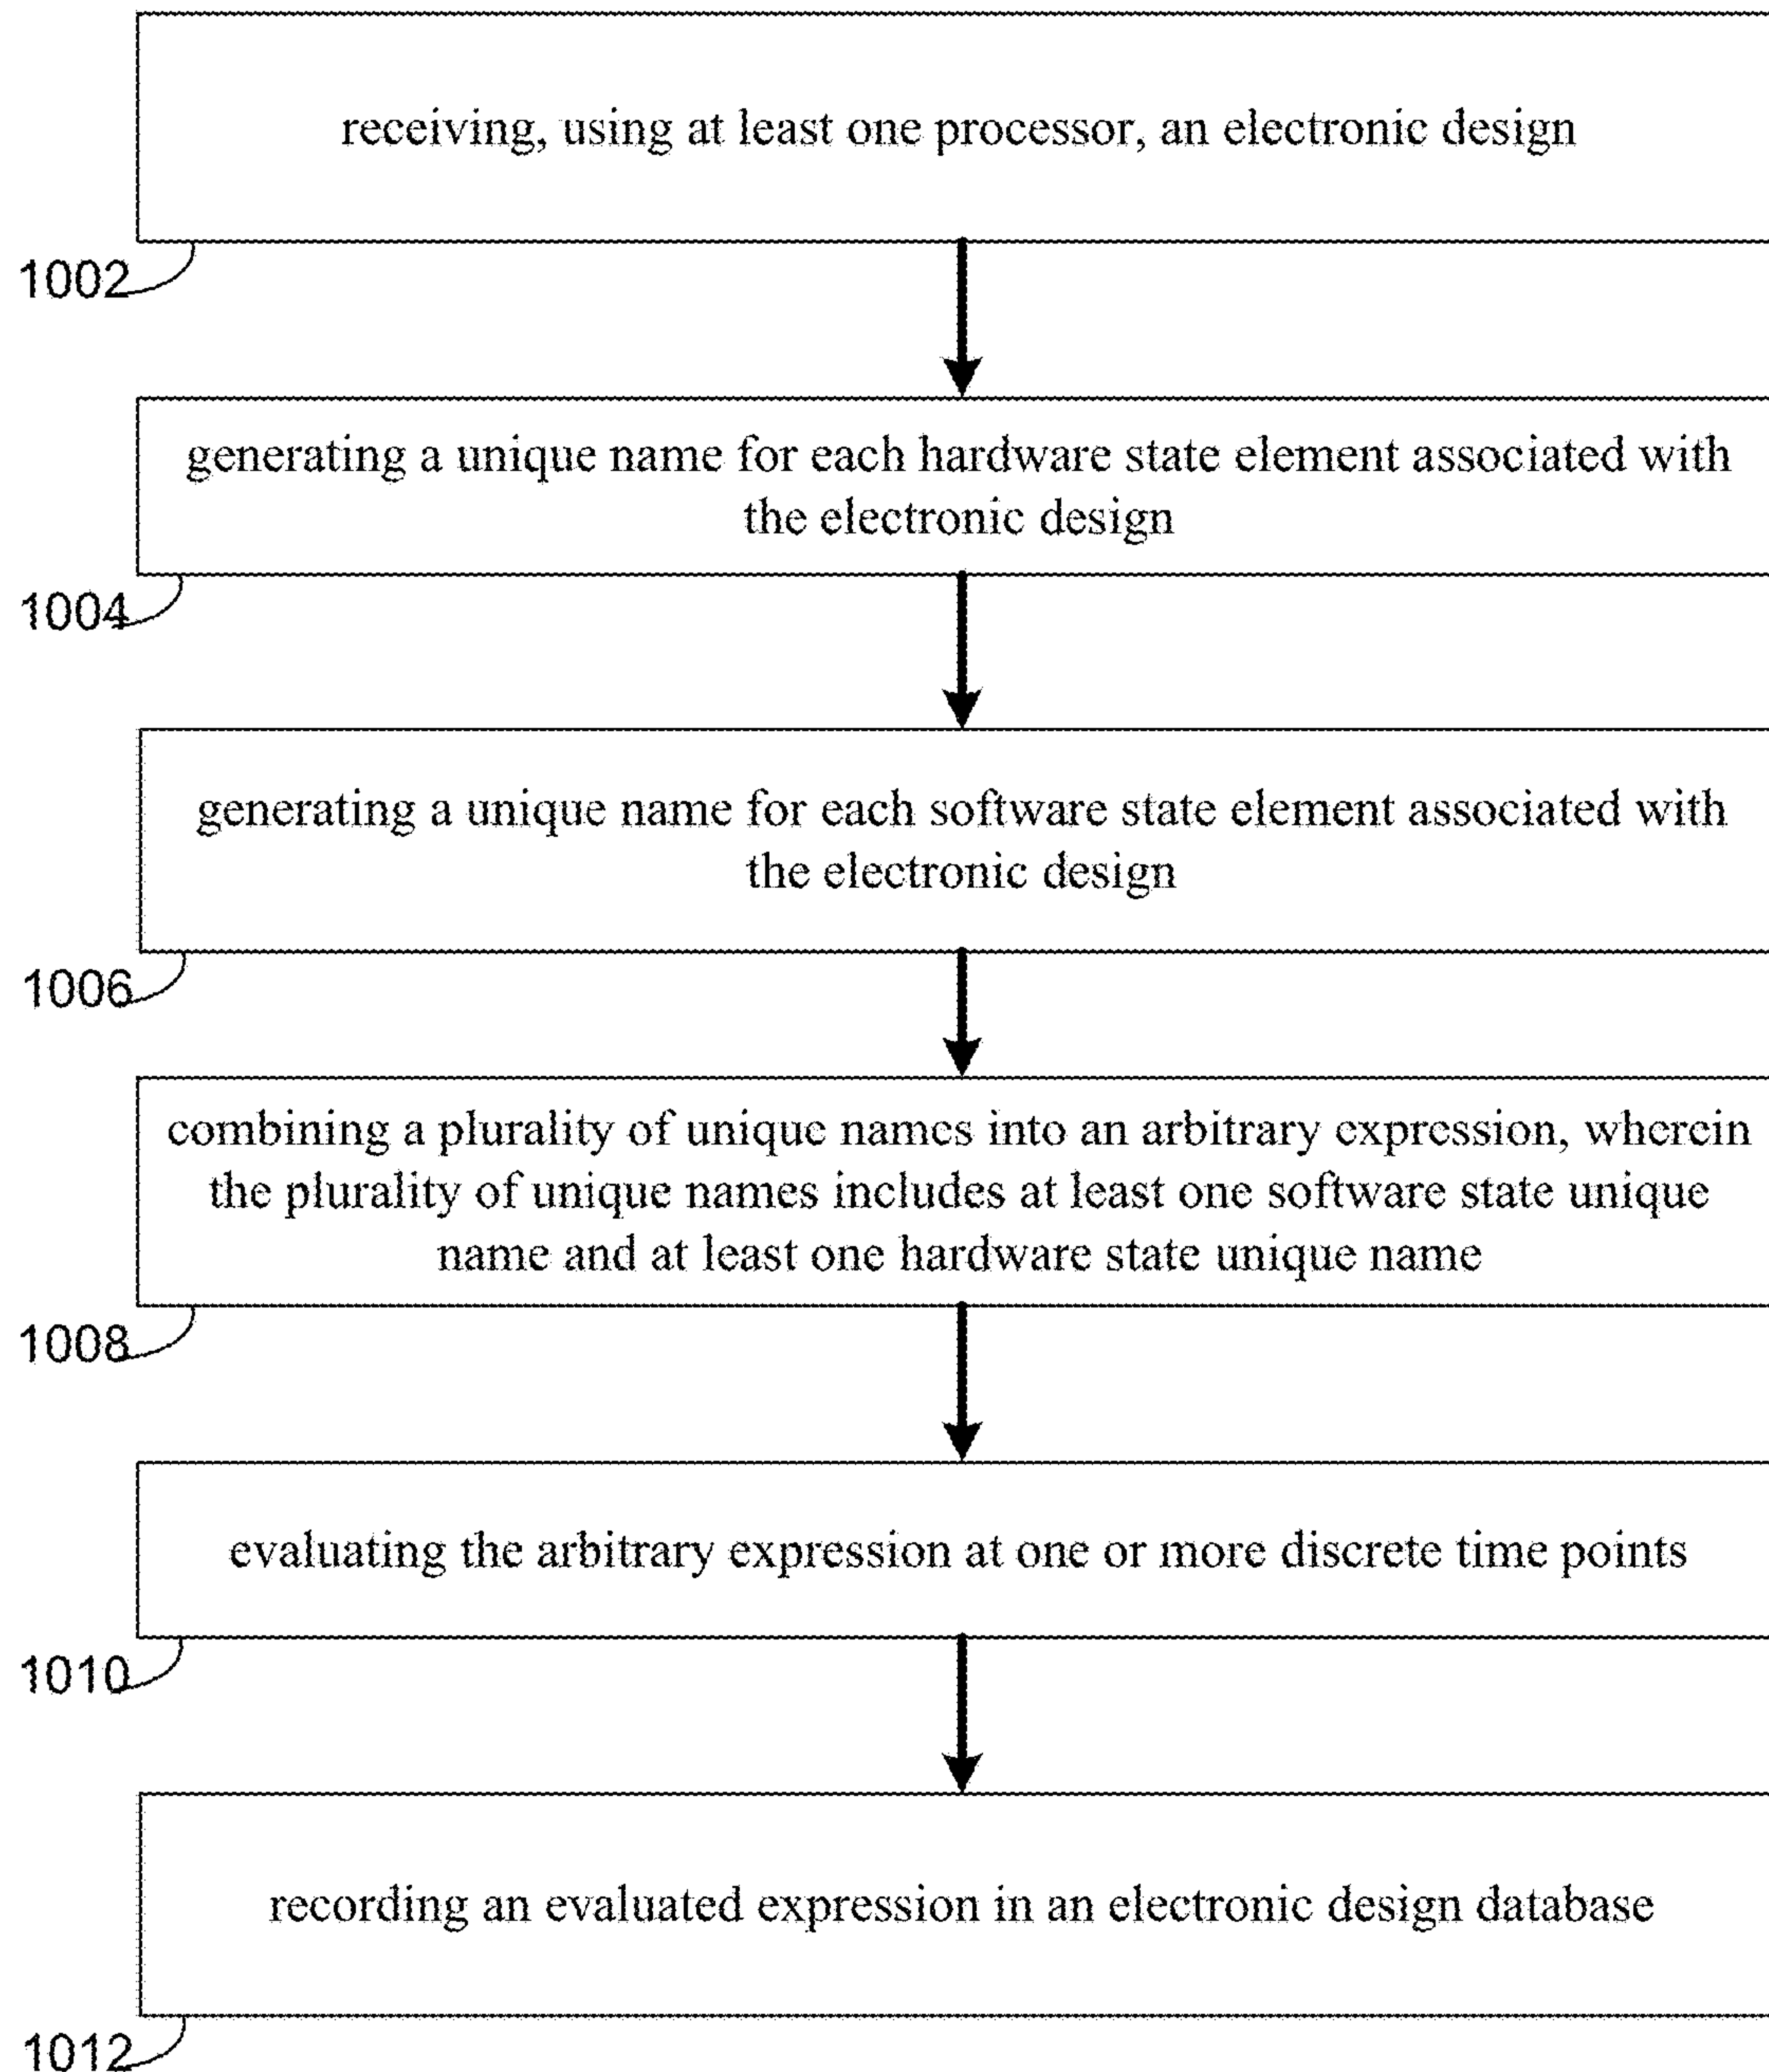 receiving, using at least one processor, an electronic design
1002
generating a unique name for each hardware state element associated with
the electronic design
1004
generating a unique name for each software state element associated with
the electronic design
1006
combining a plurality of unique names into an arbitrary expression, wherein
the plurality of unique names includes at least one software state unique
name and at least one hardware state unique name
1008
evaluating the arbitrary expression at one or more discrete time points
1010
recording an evaluated expression in an electronic design database
1012